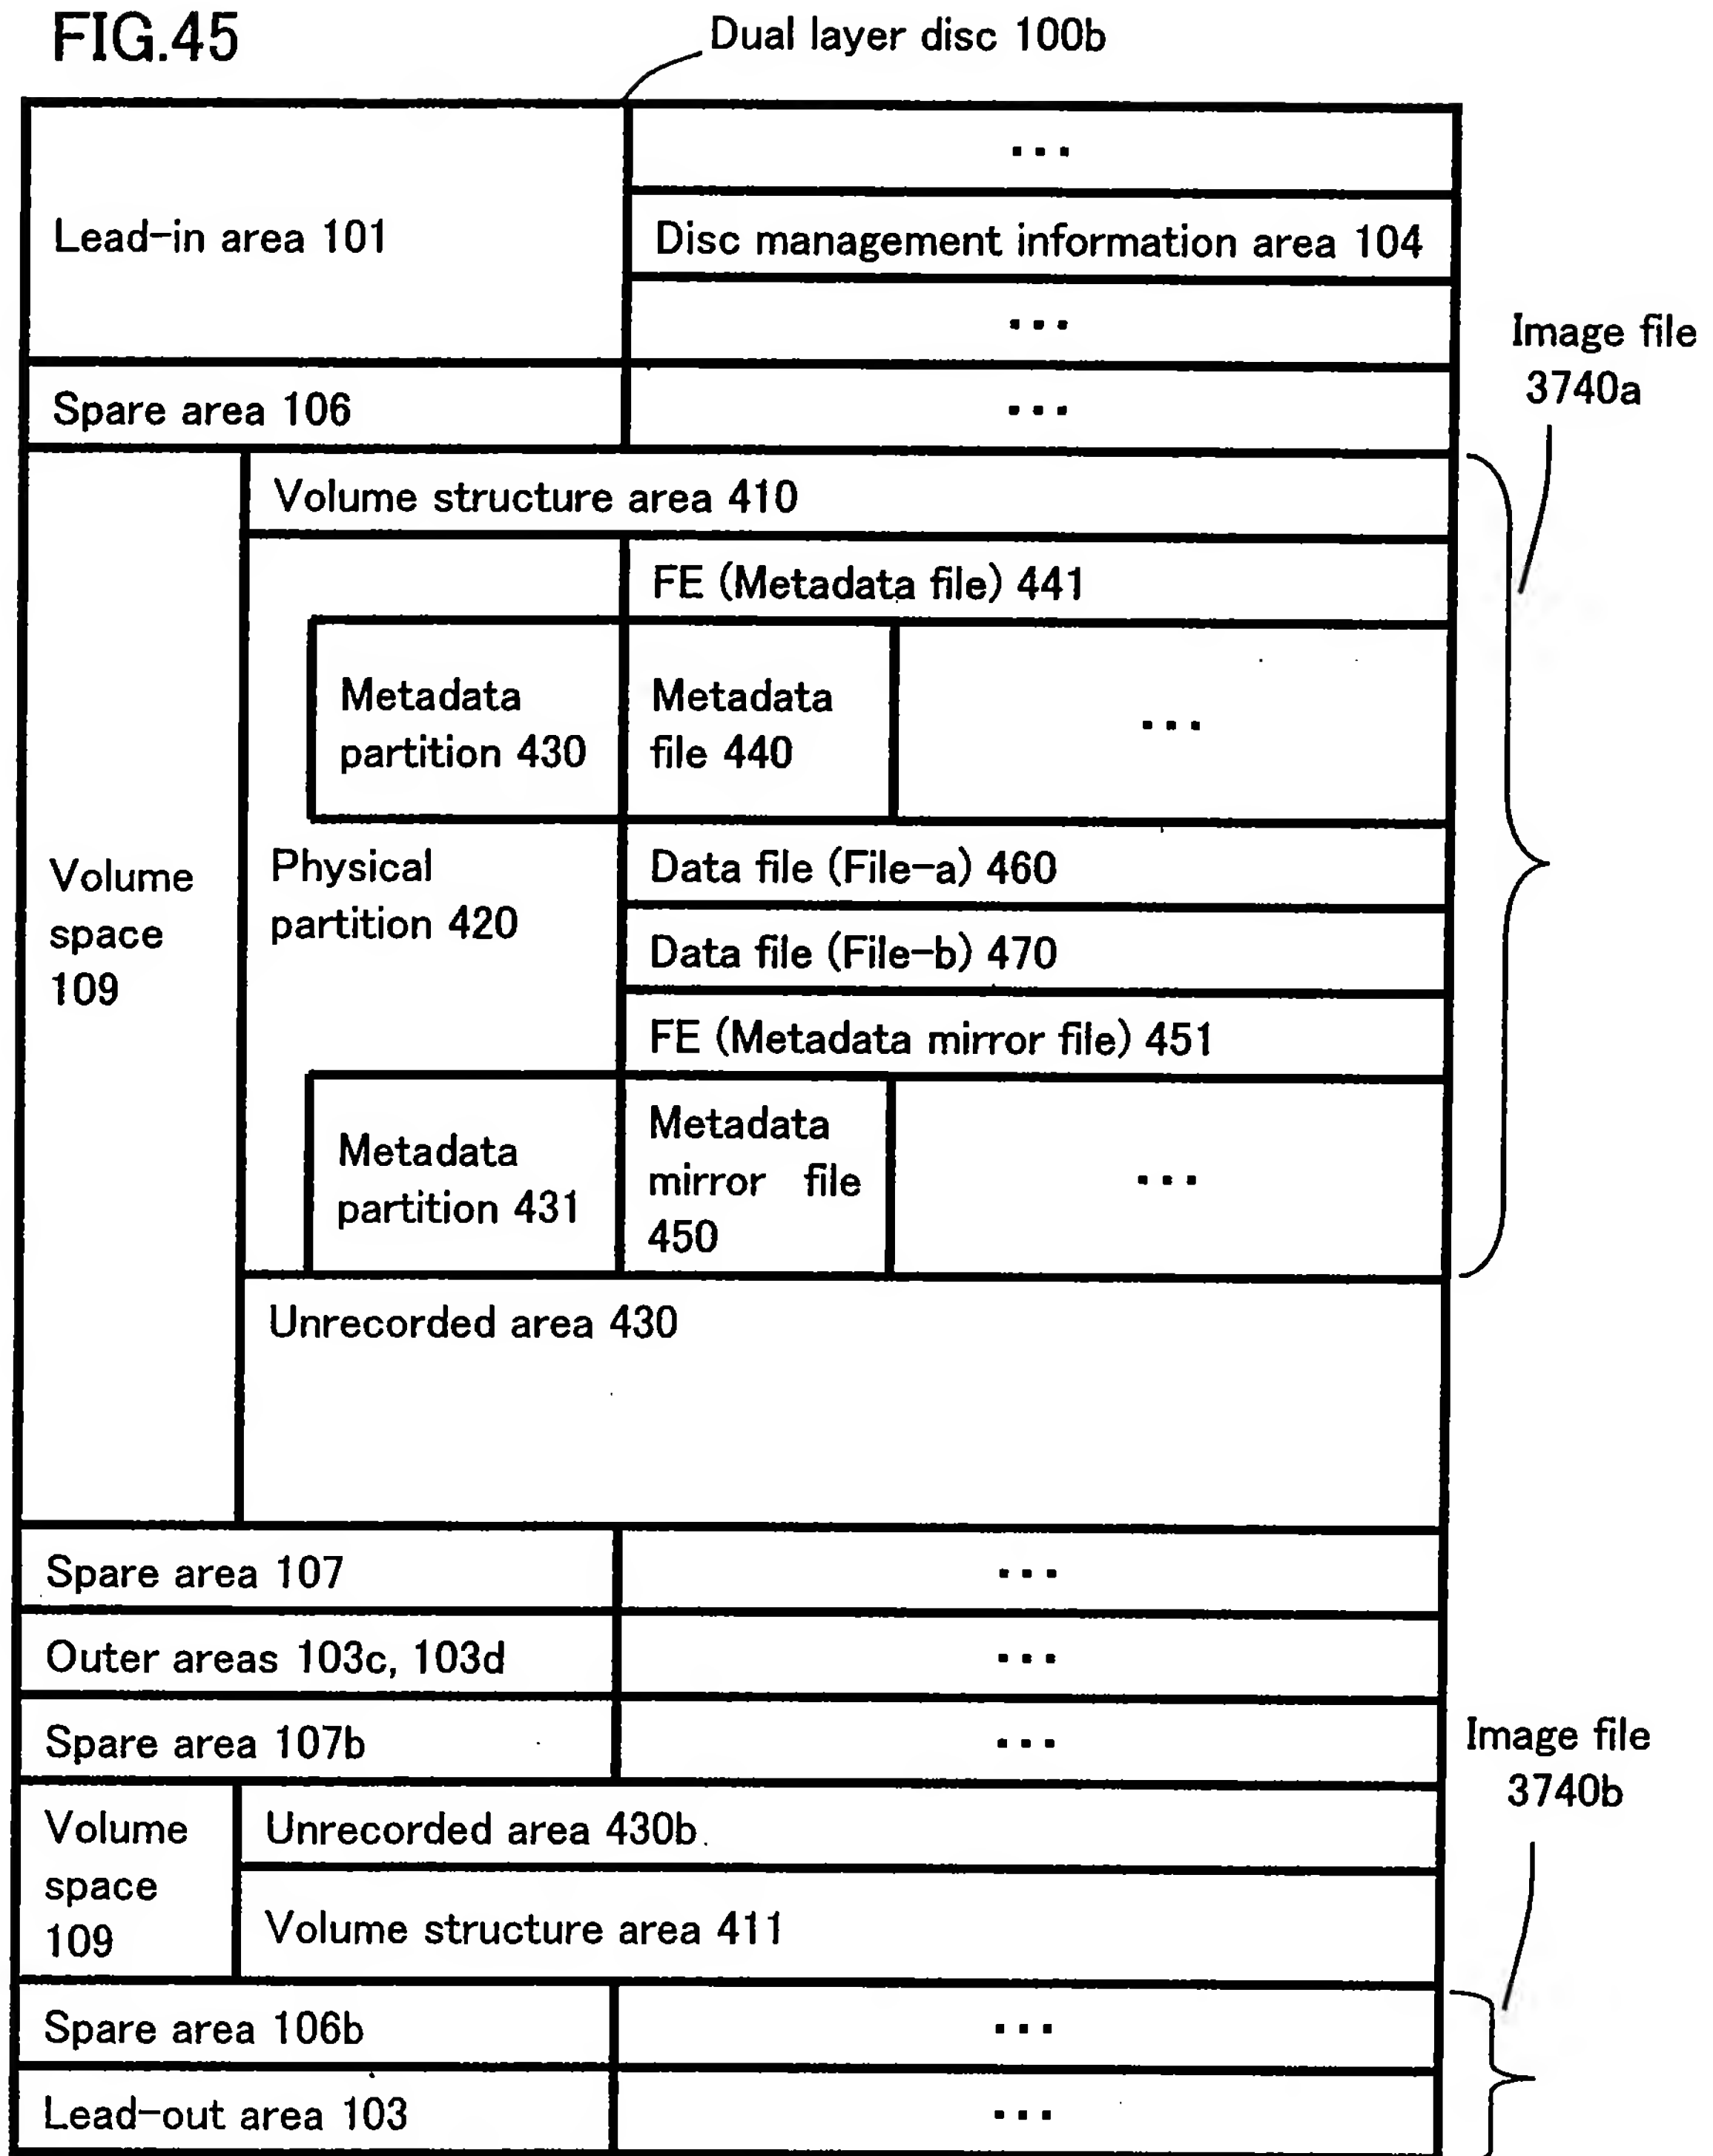 FIG.45
Dual layer disc 100b
...
Lead-in area 101
Disc management information area 104
...
Image file
3740a
Spare area 106
...
Volume structure area 410
FE (Metadata file) 441
Metadata
partition 430
Metadata
file 440
...
Volume
space
109
Physical
partition 420
Data file (File-a) 460
Data file (File-b) 470
FE (Metadata mirror file) 451
Metadata
partition 431
Metadata
mirror file
450
...
Unrecorded area 430
Spare area 107
...
Outer areas 103c, 103d
...
Spare area 107b
...
Image file
3740b
Volume
space
109
Unrecorded area 430b
Volume structure area 411
Spare area 106b
...
Lead-out area 103
...